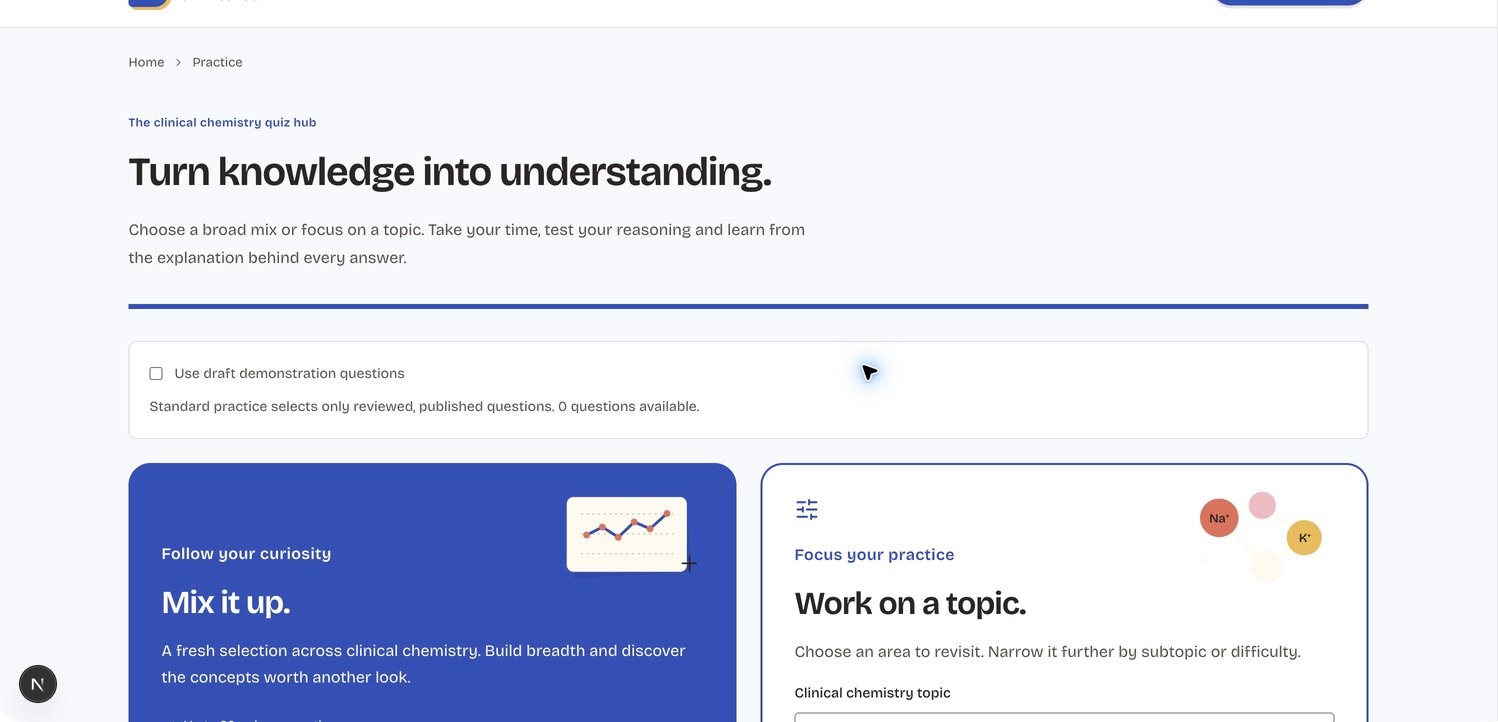 Home > Practice
The clinical chemistry quiz hub
Turn knowledge into understanding.
Choose a broad mix or focus on a topic. Take your time, test your reasoning and learn from
the explanation behind every answer.
Use draft demonstration questions
Standard practice selects only reviewed, published questions. 0 questions available.
Follow your curiosity
Mix it up.
A fresh selection across clinical chemistry. Build breadth and discover
the concepts worth another look.
Na⁺
K⁺
Focus your practice
Work on a topic.
Choose an area to revisit. Narrow it further by subtopic or difficulty.
Clinical chemistry topic
N